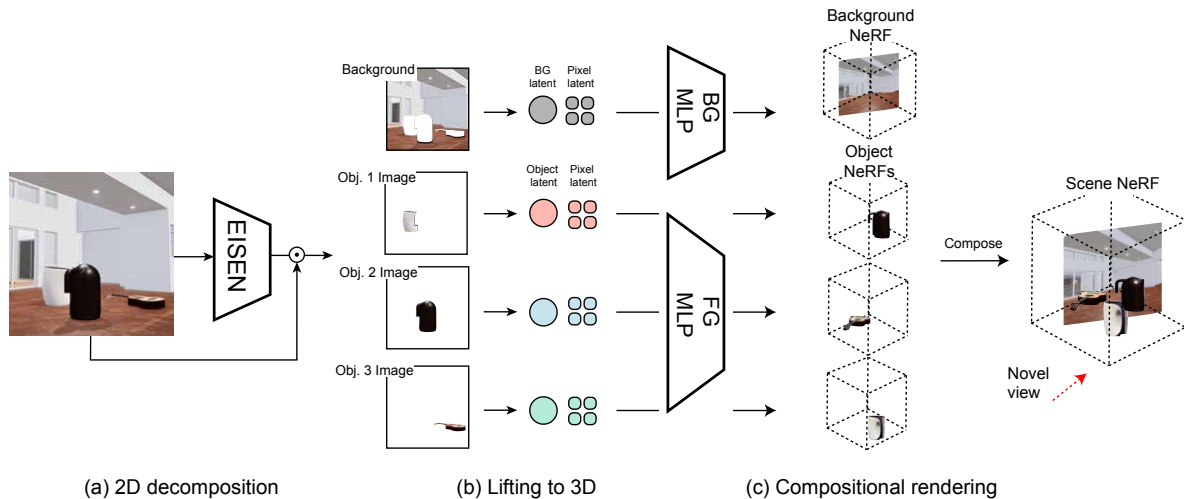 Background
NeRF
Background
BG
latent
Pixel
latent
BG
MLP
Object
NeRFs
Obj. 1 Image
Object
latent
Pixel
latent
Scene NeRF
EISEN
Compose
Obj. 2 Image
FG
MLP
Obj. 3 Image
Novel
view
(a) 2D decomposition
(b) Lifting to 3D
(c) Compositional rendering